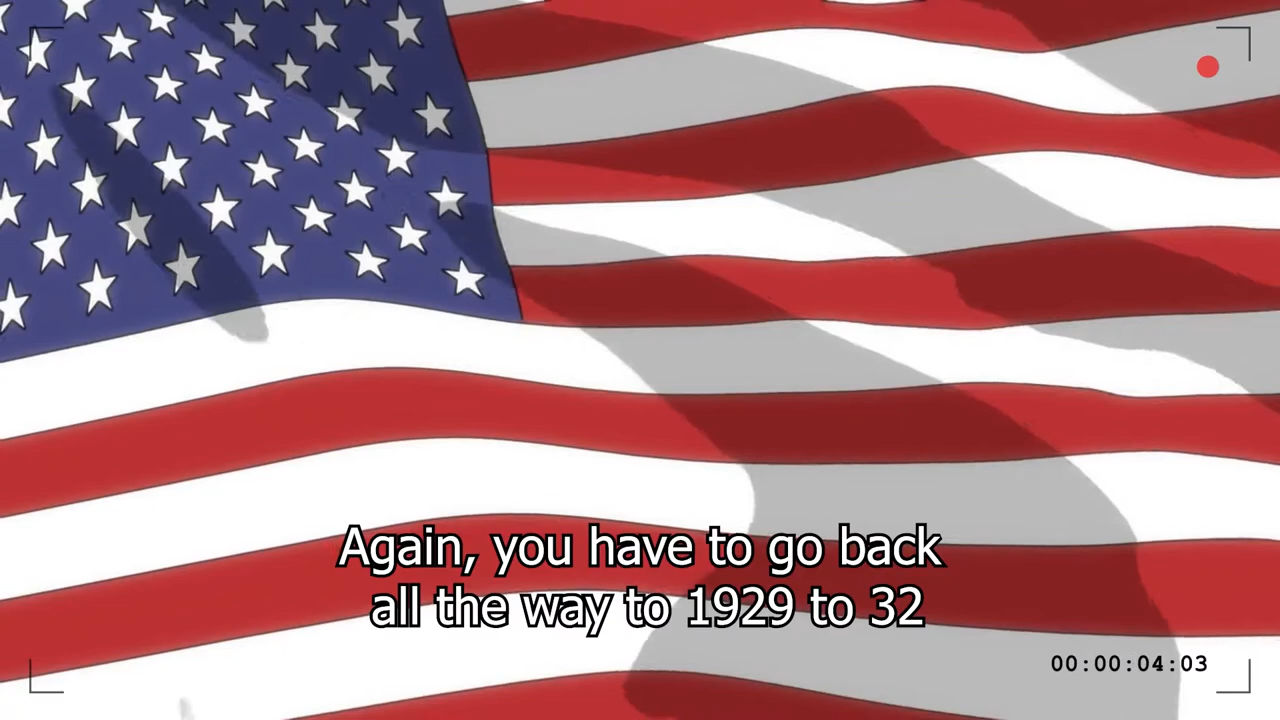 Again, you have to go back
all the way to 1929 to 32
00:00:04:03